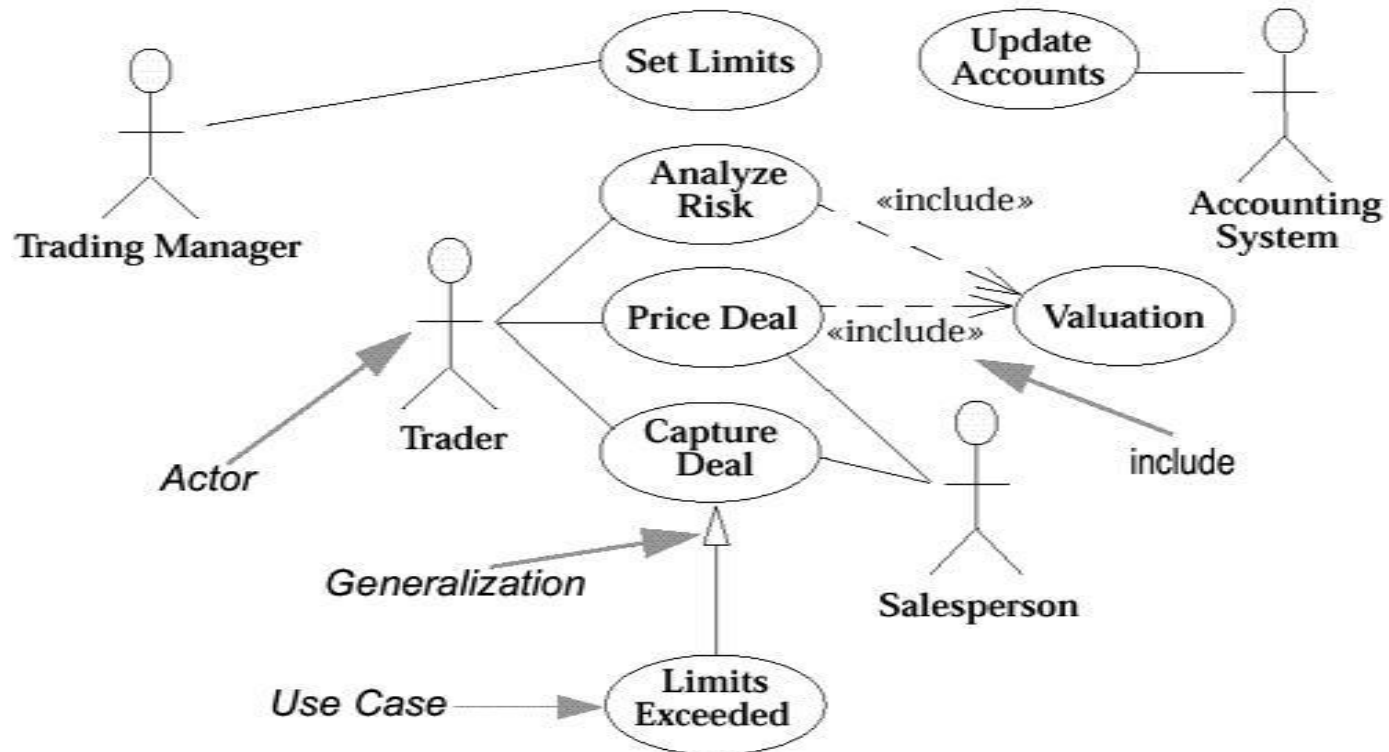 Set Limits
Update
Accounts
Trading Manager
Analyze
Risk
«include»
Accounting
System
Price Deal
«include»
Valuation
Trader
Capture
Deal
Actor
include
Generalization
Salesperson
Use Case
Limits
Exceeded